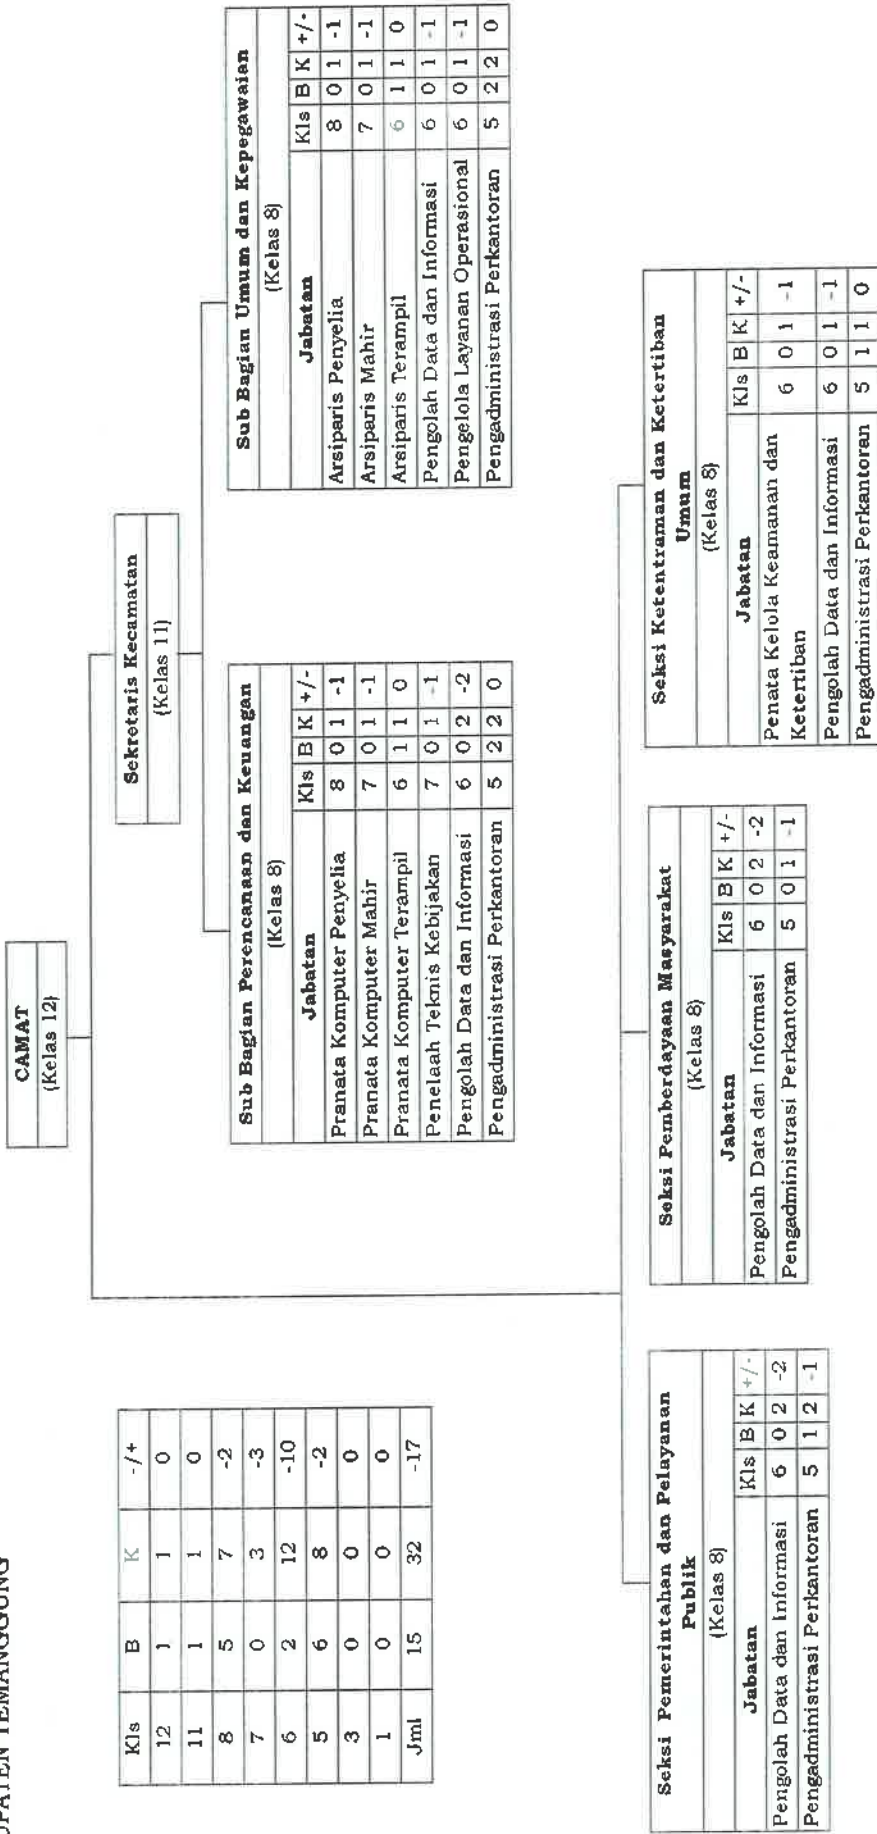 UPATEN TEMANGGUNG
CAMAT
(Kelas 12)
Sekretaris Kecamatan
(Kelas 11)
Kls B K -/+
12 1 1 0
11 1 1 0
8 5 7 -2
7 0 3 -3
6 2 12 -10
5 6 8 -2
3 0 0 0
1 0 0 0
Jml 15 32 -17
Sub Bagian Perencanaan dan Keuangan
(Kelas 8)
Jabatan Kls B K +/-
Pranata Komputer Penyelia 8 0 1 -1
Pranata Komputer Mahir 7 0 1 -1
Pranata Komputer Terampil 6 1 1 0
Penelaah Teknis Kebijakan 7 0 1 -1
Pengolah Data dan Informasi 6 0 2 -2
Pengadministrasi Perkantoran 5 2 2 0
Sub Bagian Umum dan Kepegawaian
(Kelas 8)
Jabatan Kls B K +/-
Arsiparis Penyelia 8 0 1 -1
Arsiparis Mahir 7 0 1 -1
Arsiparis Terampil 6 1 1 0
Pengolah Data dan Informasi 6 0 1 -1
Pengelola Layanan Operasional 6 0 1 -1
Pengadministrasi Perkantoran 5 2 2 0
Seksi Pemerintahan dan Pelayanan
Publik
(Kelas 8)
Jabatan Kls B K +/-
Pengolah Data dan Informasi 6 0 2 -2
Pengadministrasi Perkantoran 5 1 2 -1
Seksi Pemberdayaan Masyarakat
(Kelas 8)
Jabatan Kls B K +/-
Pengolah Data dan Informasi 6 0 2 -2
Pengadministrasi Perkantoran 5 0 1 -1
Seksi Ketentraman dan Ketertiban
Umum
(Kelas 8)
Jabatan Kls B K +/-
Penata Kelola Keamanan dan
Ketertiban 6 0 1 -1
Pengolah Data dan Informasi 6 0 1 -1
Pengadministrasi Perkantoran 5 1 1 0